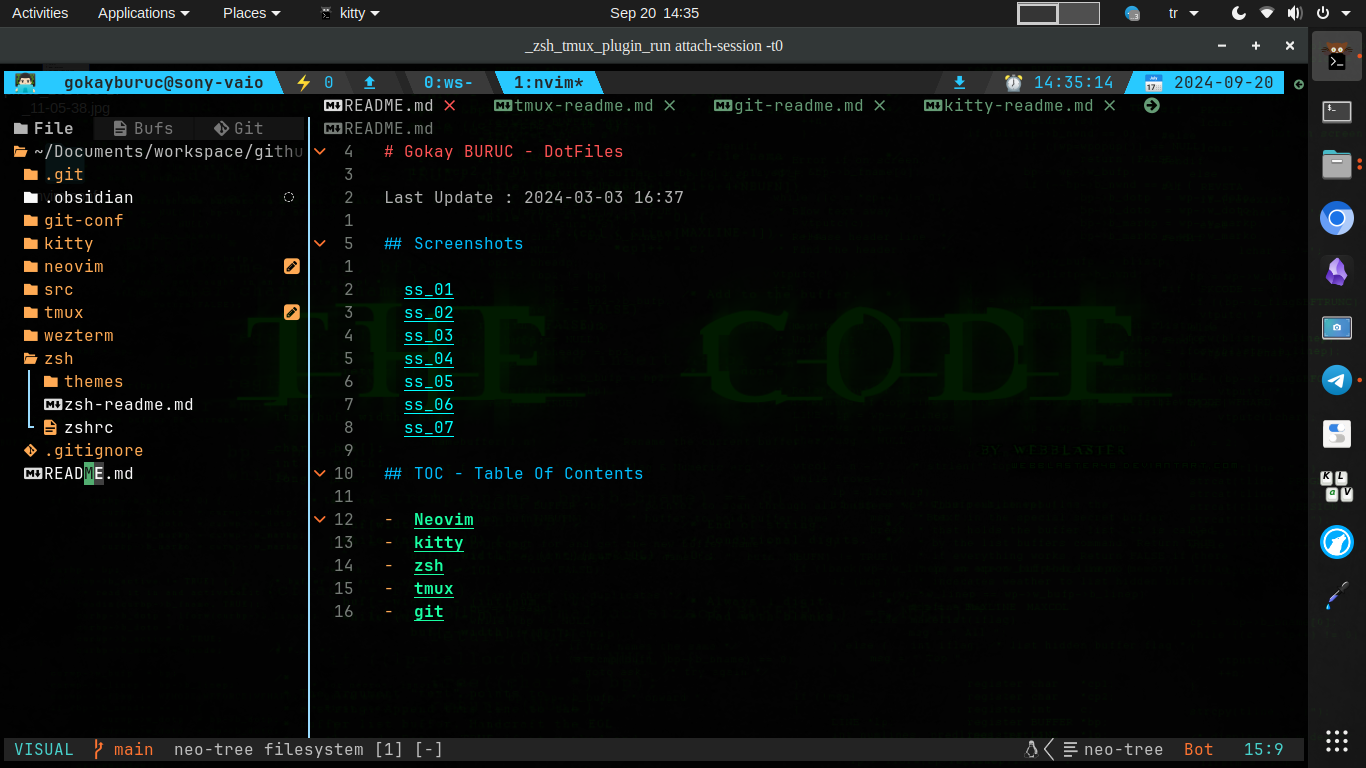 Activities Applications Places kitty Sep 20 14:35 tr
_zsh_tmux_plugin_run attach-session -t0
gokayburuc@sony-vaio 0 0:ws- 1:nvim* 14:35:14 2024-09-20
_11-05-38.jpg
README.md tmux-readme.md git-readme.md kitty-readme.md
File Bufs Git README.md
~/Documents/workspace/githu 4 # Gokay BURUC - DotFiles
.git 3
.obsidian 2 Last Update : 2024-03-03 16:37
git-conf 1
kitty 5 ## Screenshots
neovim 1
src 2 ss_01
tmux 3 ss_02
wezterm 4 ss_03
zsh 5 ss_04
themes 6 ss_05
zsh-readme.md 7 ss_06
zshrc 8 ss_07
.gitignore 9
README.md 10 ## TOC - Table Of Contents
11
12 - Neovim
13 - kitty
14 - zsh
15 - tmux
16 - git
THE CODE
BY WEBBLASTER
VISUAL main neo-tree filesystem [1] [-] neo-tree Bot 15:9